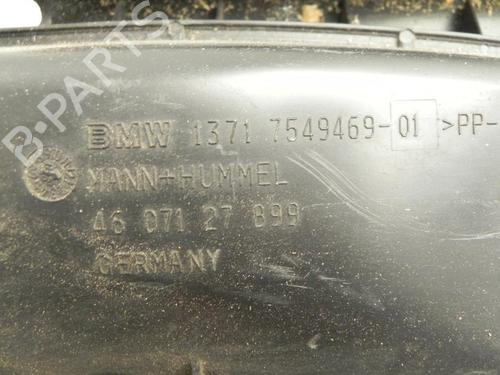 BMW 1371 7549469-01 >PP-
MANN+HUMMEL
46 071 27 899
GERMANY
B-PARTS